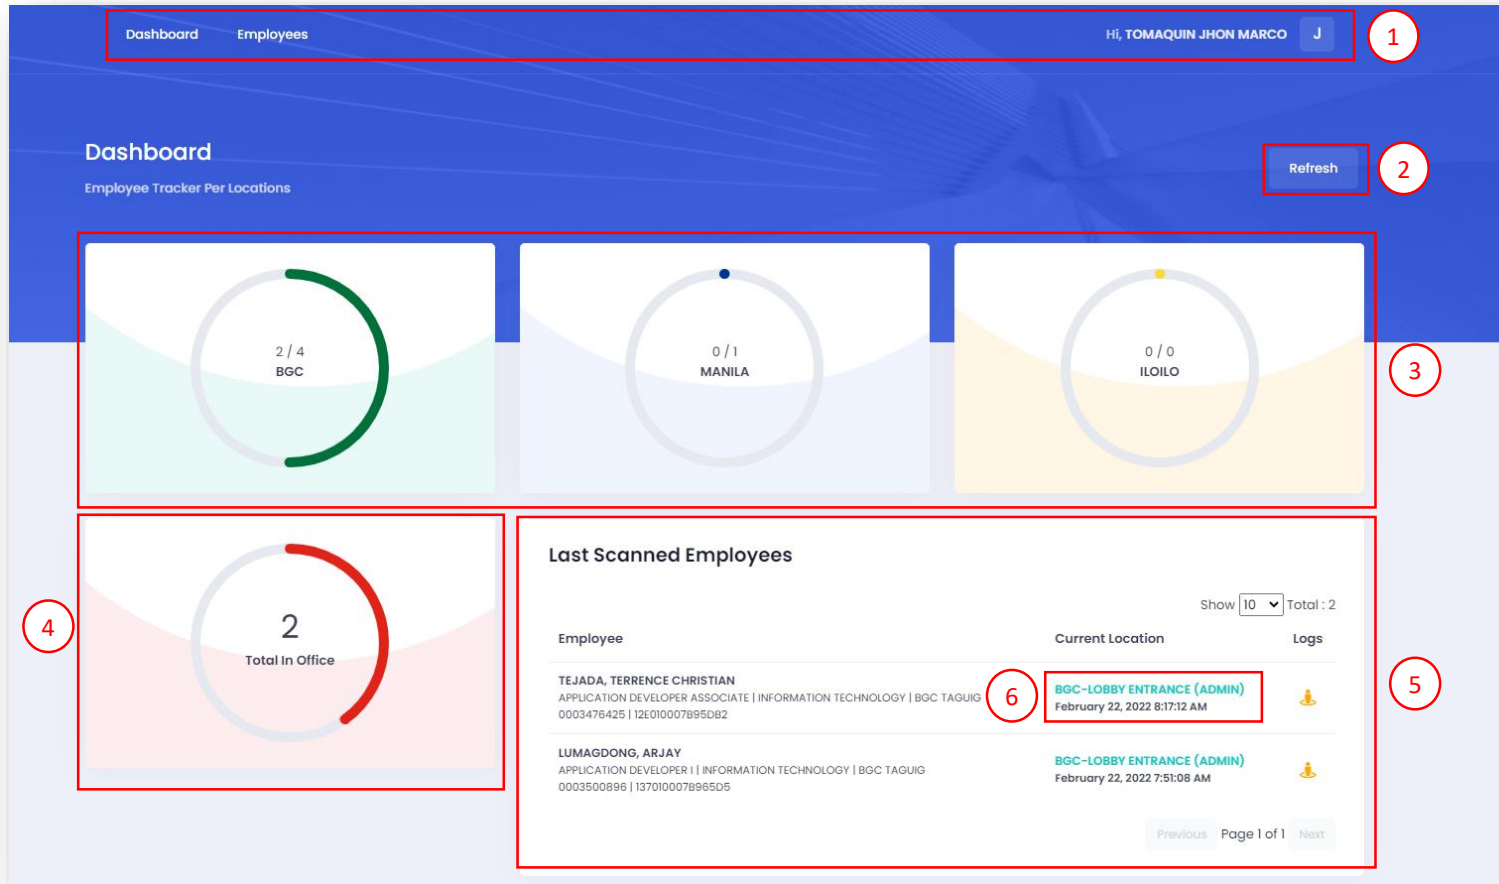 Dashboard Employees Hi, TOMAQUIN JHON MARCO J 1
Dashboard
Employee Tracker Per Locations
Refresh 2
2 / 4
BGC
0 / 1
MANILA
0 / 0
ILOILO
3
4
2
Total In Office
Last Scanned Employees
Show 10 Total : 2
Employee Current Location Logs
TEJADA, TERRENCE CHRISTIAN
APPLICATION DEVELOPER ASSOCIATE | INFORMATION TECHNOLOGY | BGC TAGUIG
0003476425 | 12E010007B95DB2
6
BGC-LOBBY ENTRANCE (ADMIN)
February 22, 2022 8:17:12 AM
5
LUMAGDONG, ARJAY
APPLICATION DEVELOPER I | INFORMATION TECHNOLOGY | BGC TAGUIG
0003500896 | 137010007B965D5
BGC-LOBBY ENTRANCE (ADMIN)
February 22, 2022 7:51:08 AM
Previous Page 1 of 1 Next